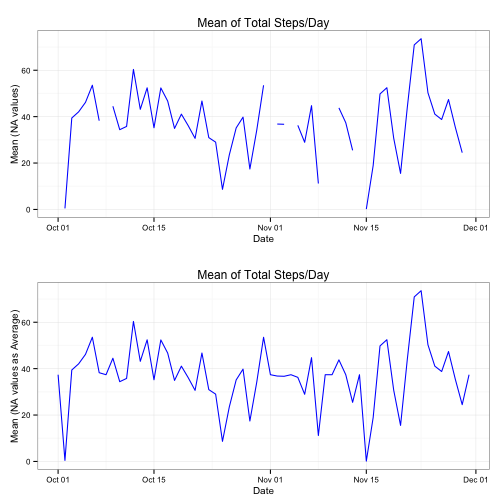 Mean of Total Steps/Day
Mean (NA values)
60
40
20
0
Oct 01 Oct 15 Nov 01 Nov 15 Dec 01
Date
Mean of Total Steps/Day
Mean (NA values as Average)
60
40
20
0
Oct 01 Oct 15 Nov 01 Nov 15 Dec 01
Date